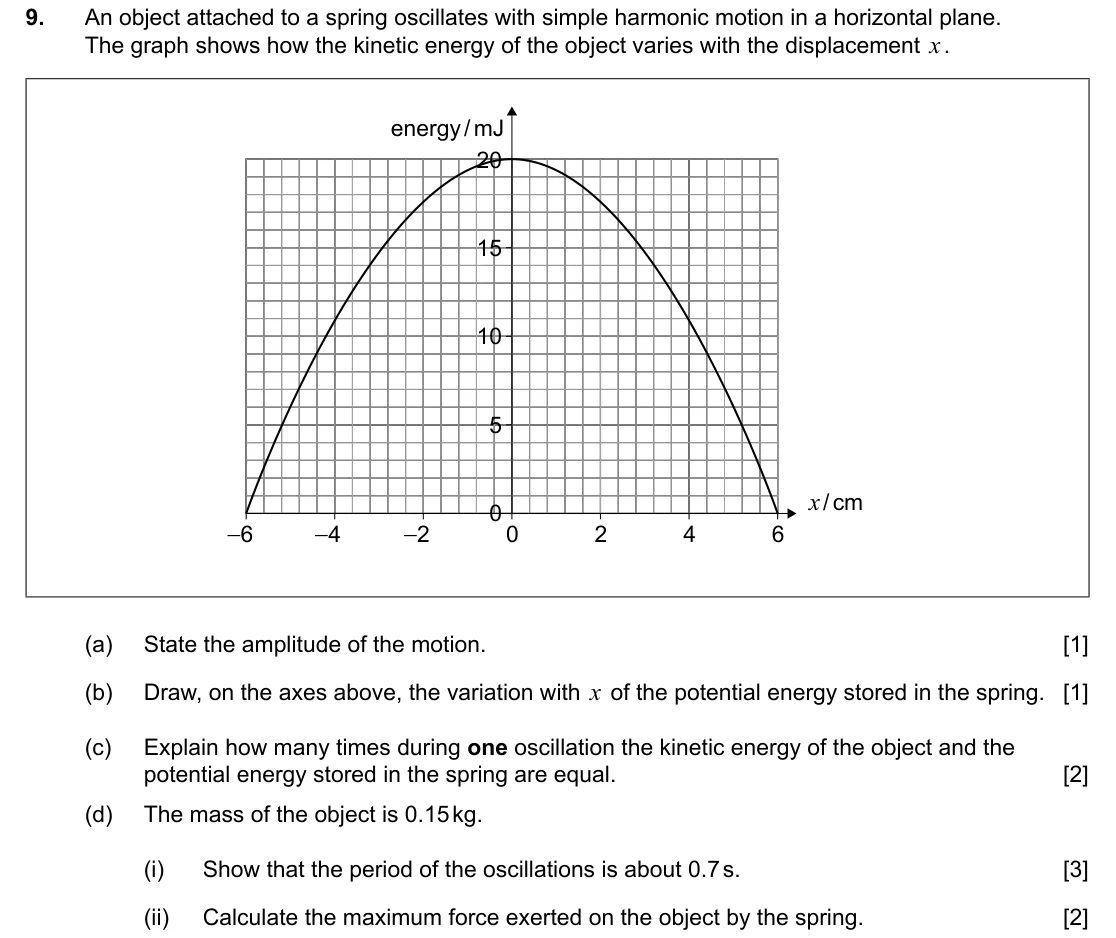 9. An object attached to a spring oscillates with simple harmonic motion in a horizontal plane.
The graph shows how the kinetic energy of the object varies with the displacement x.
energy / mJ
20
15
10
5
0
x / cm
–6 –4 –2 0 2 4 6
(a) State the amplitude of the motion. [1]
(b) Draw, on the axes above, the variation with x of the potential energy stored in the spring. [1]
(c) Explain how many times during one oscillation the kinetic energy of the object and the
potential energy stored in the spring are equal. [2]
(d) The mass of the object is 0.15 kg.
(i) Show that the period of the oscillations is about 0.7 s. [3]
(ii) Calculate the maximum force exerted on the object by the spring. [2]